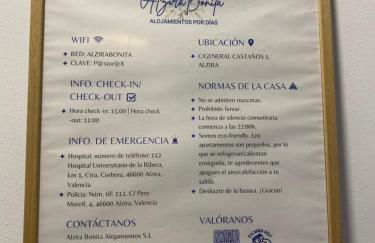 Alzira Bonita
ALOJAMIENTOS POR DÍAS
WIFI
RED: ALZIRABONITA
CLAVE: P@stor@8
INFO. CHECK-IN/
CHECK-OUT
Hora check-in: 15:00 | Hora check
-out: 11:00
INFO. DE EMERGENCIA
Hospital: número de teléfono: 112
Hospital Universitario de la Ribera,
km 1, Ctra. Corbera, 46600 Alzira,
Valencia
Policia: Núm. tlf: 112. C/ Pere
Morell, 4, 46600 Alzira, Valencia
CONTÁCTANOS
Alzira Bonita Alojamientos S.L
UBICACIÓN
C/GENERAL CASTAÑOS 1,
ALZIRA
NORMAS DE LA CASA
No se admiten mascotas.
Prohibido fumar.
La hora de silencio comunitaria
comienza a las 22:00h.
Somos eco-friendly. Los
apartamentos son pequeños, por lo
que se refrigeran/calientan
enseguida, te agradecemos que
apagues el aire/calefacción a tu
salida.
Deshazte de la basura. ¡Gracias!
VALÓRANOS
ESCANEA AQUÍ